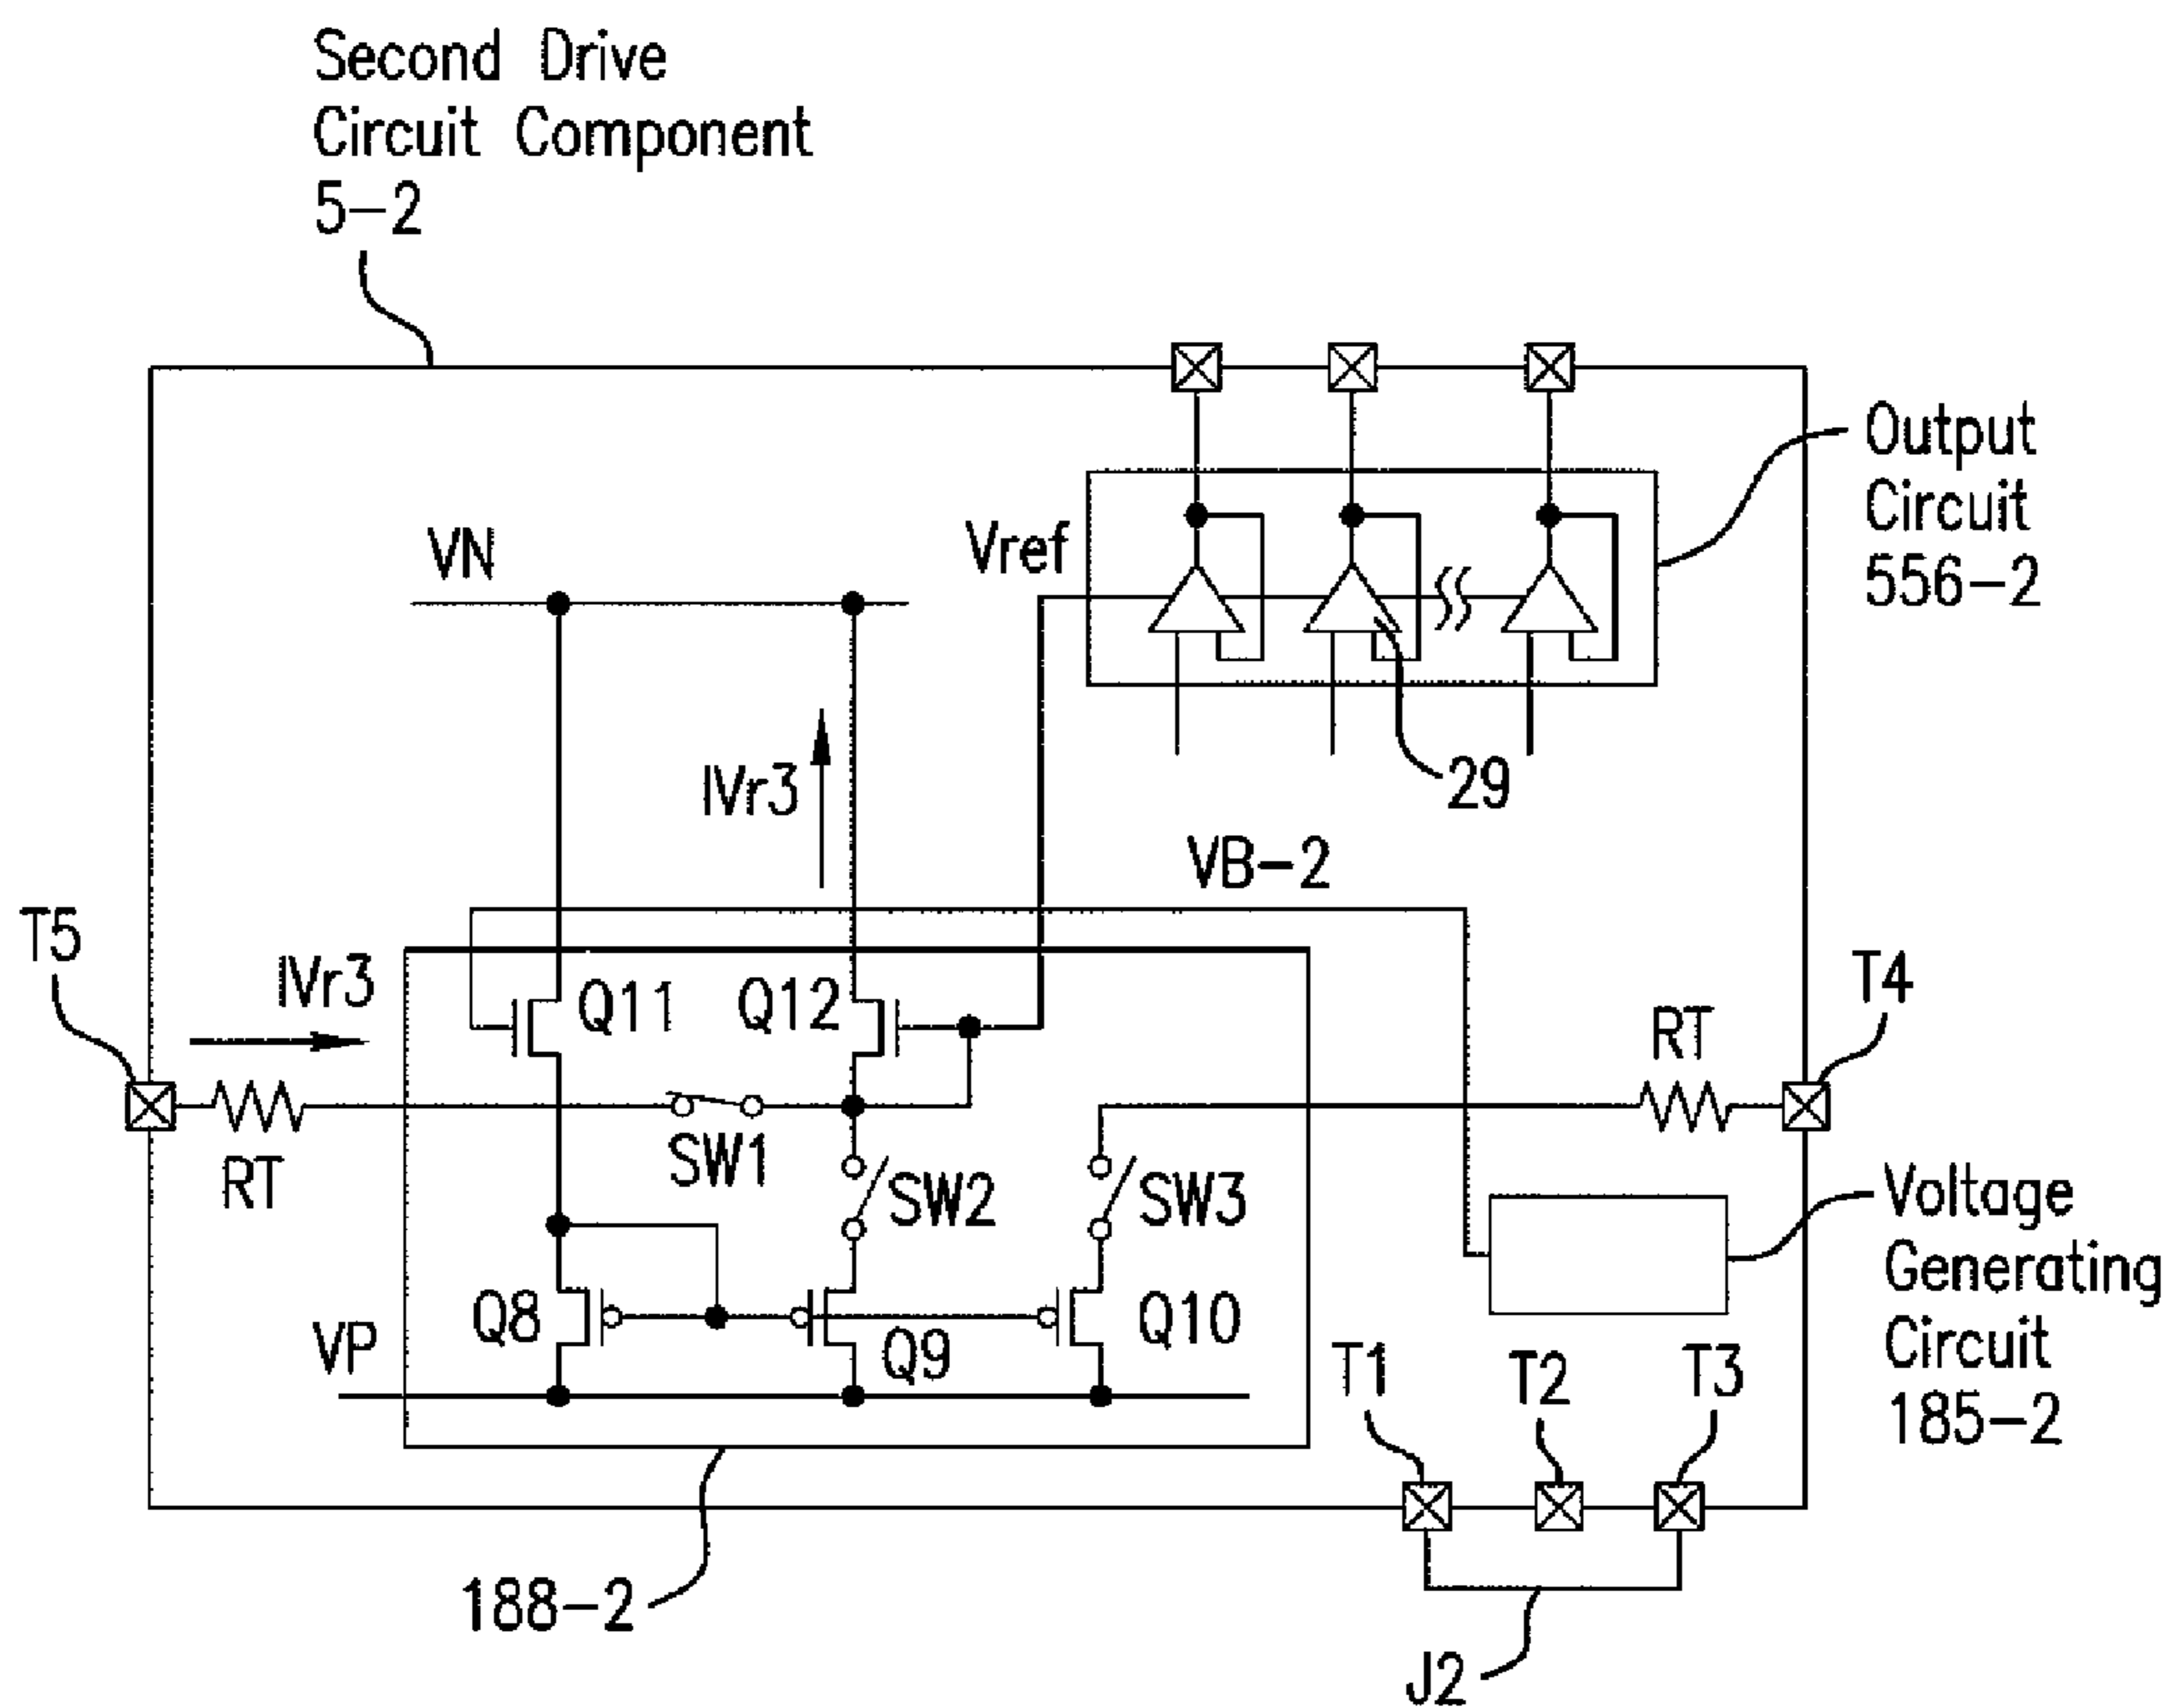 Second Drive
Circuit Component
5-2
Output
Circuit
556-2
VN
Vref
IVr3
29
VB-2
T5
IVr3
Q11
Q12
T4
RT
RT
SW1
SW2
SW3
Voltage
Generating
Circuit
185-2
Q8
Q9
Q10
VP
T1
T2
T3
188-2
J2